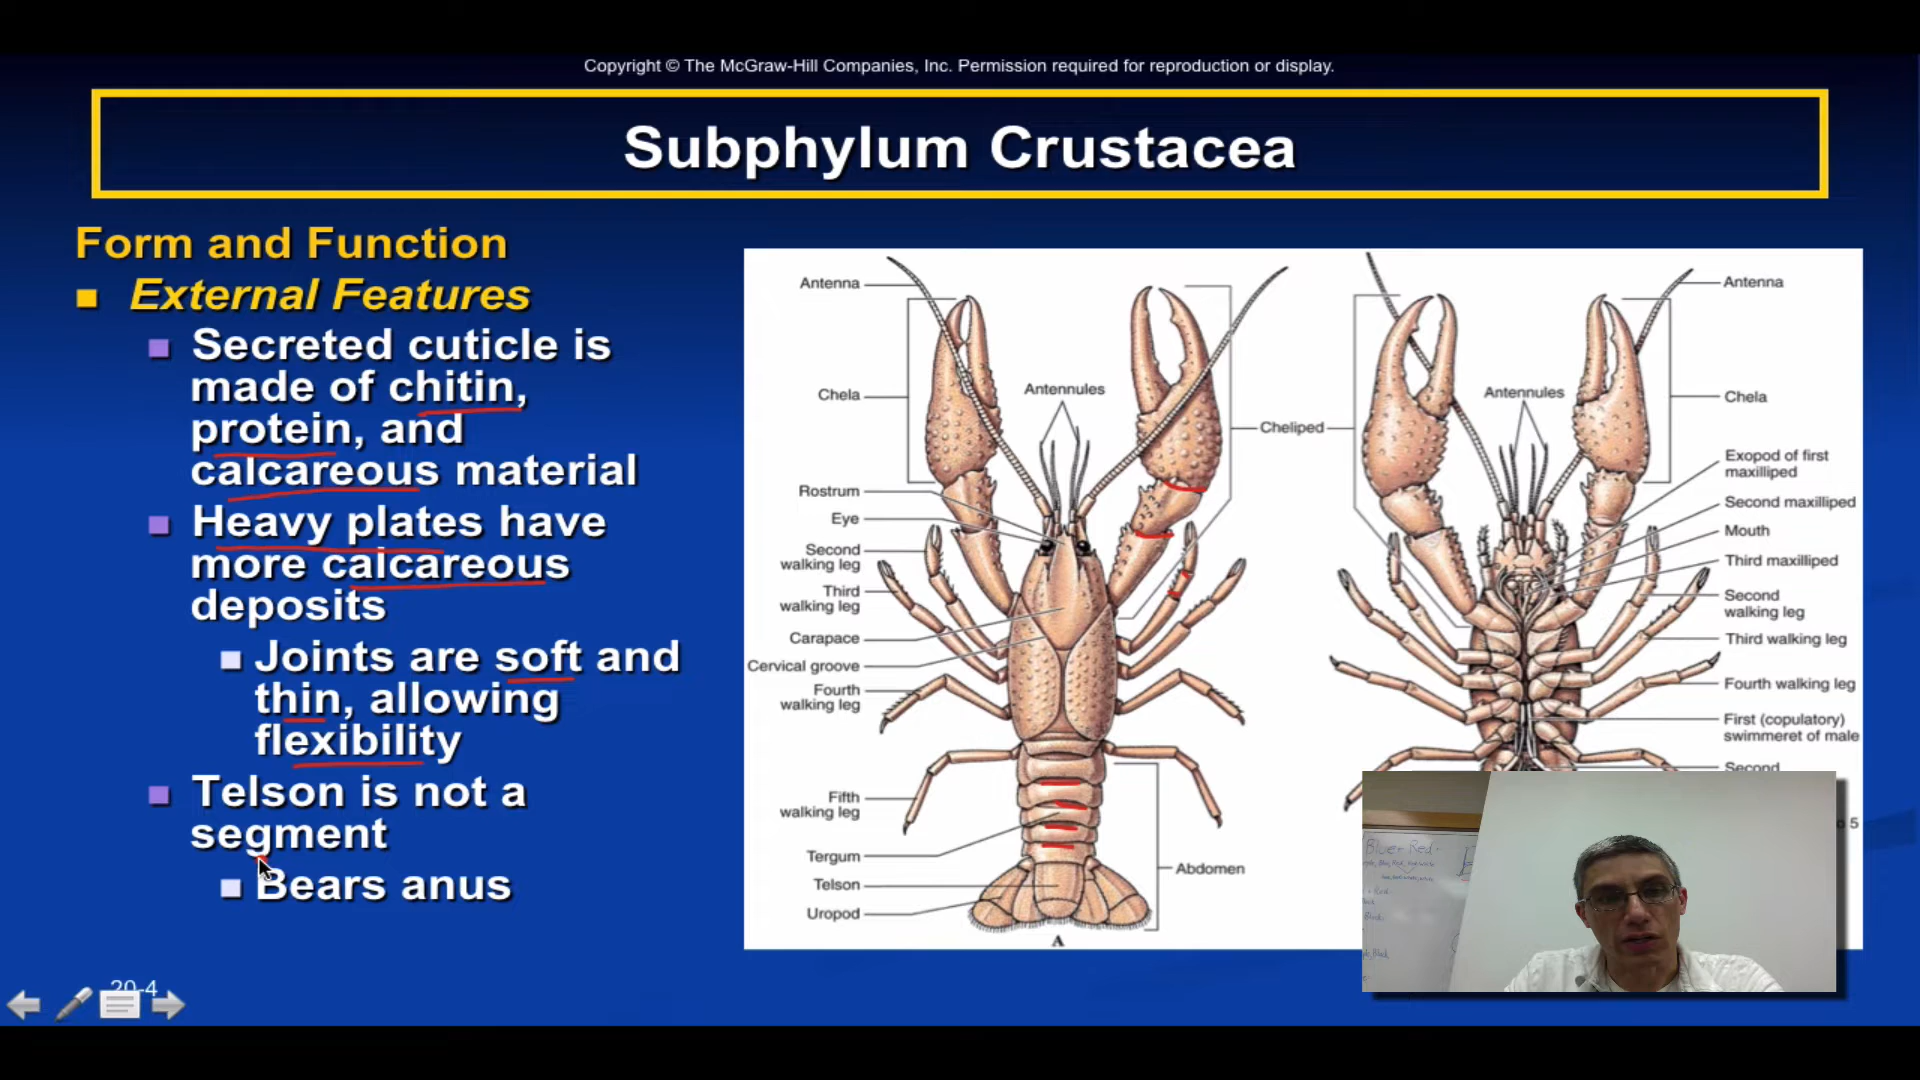 Copyright © The McGraw-Hill Companies, Inc. Permission required for reproduction or display.
Subphylum Crustacea
Form and Function
External Features
Secreted cuticle is
made of chitin,
protein, and
calcareous material
Heavy plates have
more calcareous
deposits
Joints are soft and
thin, allowing
flexibility
Telson is not a
segment
Bears anus
20-4
Antenna
Chela
Antennules
Cheliped
Rostrum
Eye
Second
walking leg
Third
walking leg
Carapace
Cervical groove
Fourth
walking leg
Fifth
walking leg
Tergum
Telson
Uropod
Abdomen
A
Antenna
Antennules
Chela
Exopod of first
maxilliped
Second maxilliped
Mouth
Third maxilliped
Second
walking leg
Third walking leg
Fourth walking leg
First (copulatory)
swimmeret of male
Second
5
Blue + Red